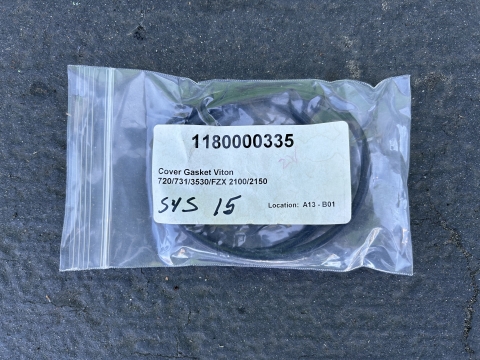 1180000335
Cover Gasket Viton
720/731/3530/FZX 2100/2150
SYS 15
Location: A13 - B01